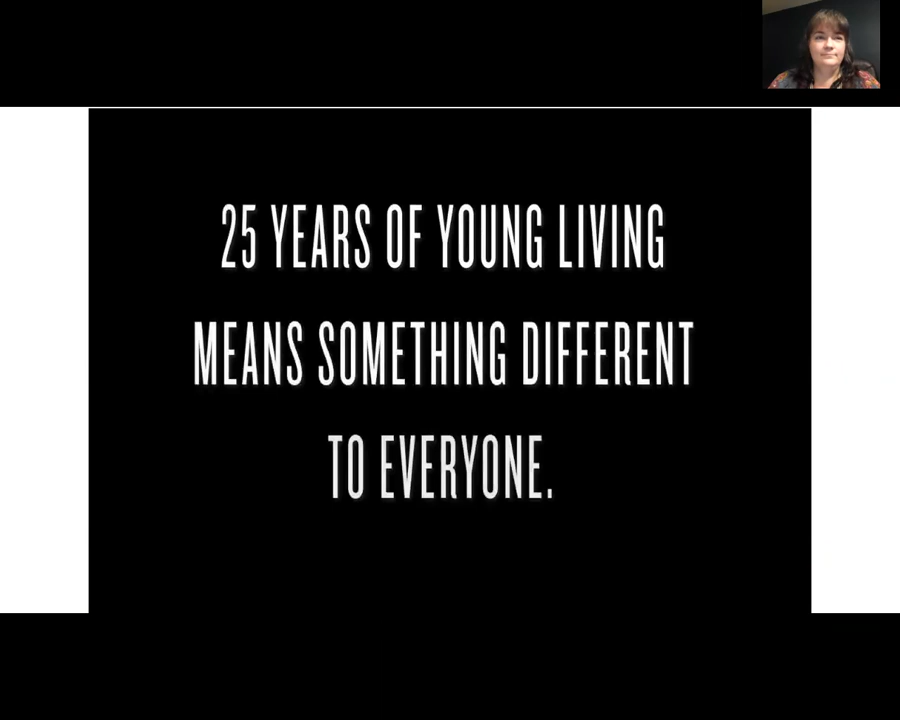 25 YEARS OF YOUNG LIVING
MEANS SOMETHING DIFFERENT
TO EVERYONE.